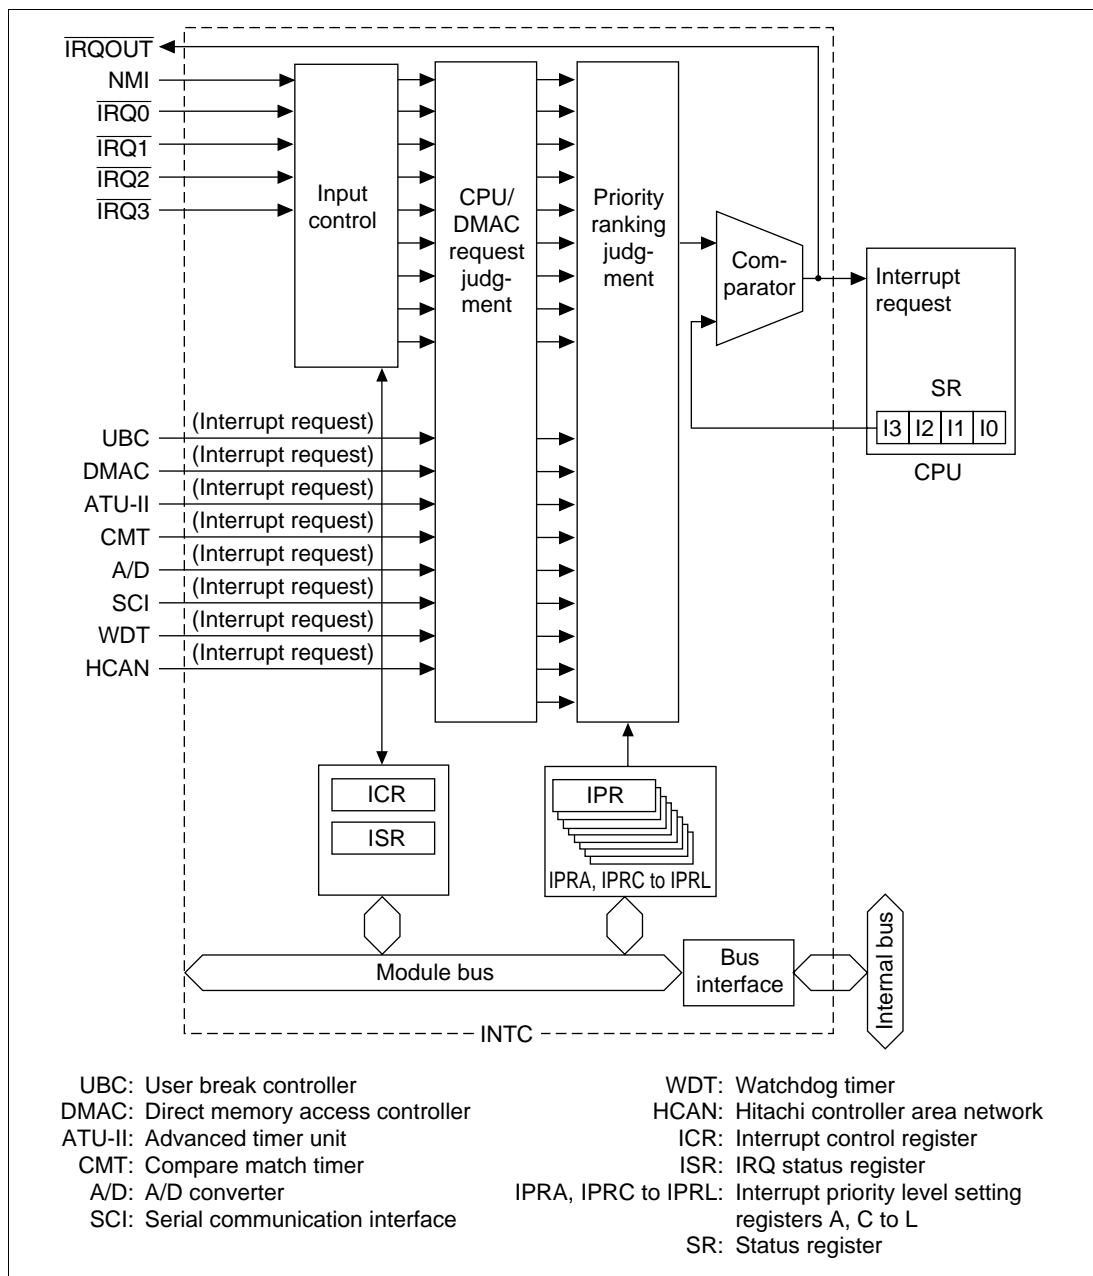 IRQOUT
NMI
IRQ0
IRQ1
IRQ2
IRQ3
Input
control
CPU/
DMAC
request
judg-
ment
Priority
ranking
judg-
ment
Com-
parator
Interrupt
request
SR
I3 I2 I1 I0
CPU
UBC (Interrupt request)
DMAC (Interrupt request)
ATU-II (Interrupt request)
CMT (Interrupt request)
A/D (Interrupt request)
SCI (Interrupt request)
WDT (Interrupt request)
HCAN (Interrupt request)
ICR
ISR
IPR
IPRA, IPRC to IPRL
Module bus
Bus
interface
Internal bus
INTC
UBC: User break controller
DMAC: Direct memory access controller
ATU-II: Advanced timer unit
CMT: Compare match timer
A/D: A/D converter
SCI: Serial communication interface
WDT: Watchdog timer
HCAN: Hitachi controller area network
ICR: Interrupt control register
ISR: IRQ status register
IPRA, IPRC to IPRL: Interrupt priority level setting
registers A, C to L
SR: Status register